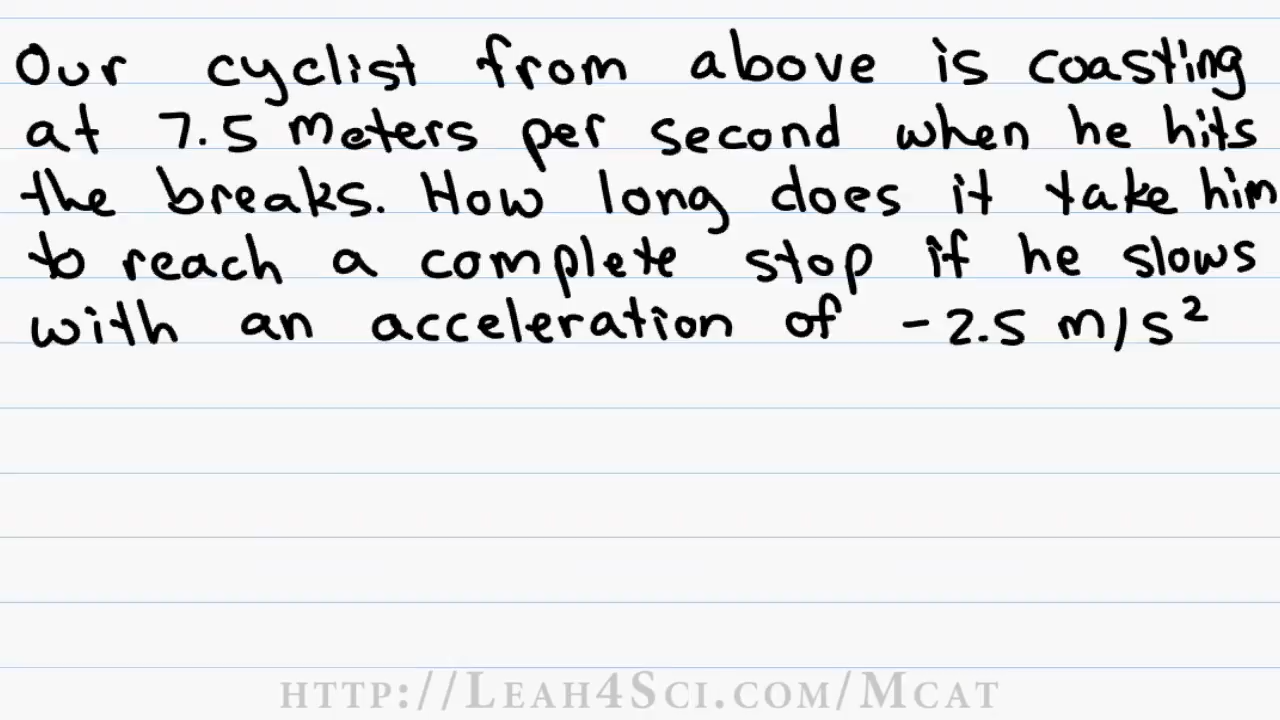 Our cyclist from above is coasting
at 7.5 meters per second when he hits
the breaks. How long does it take him
to reach a complete stop if he slows
with an acceleration of -2.5 m/s²
http://Leah4Sci.com/Mcat